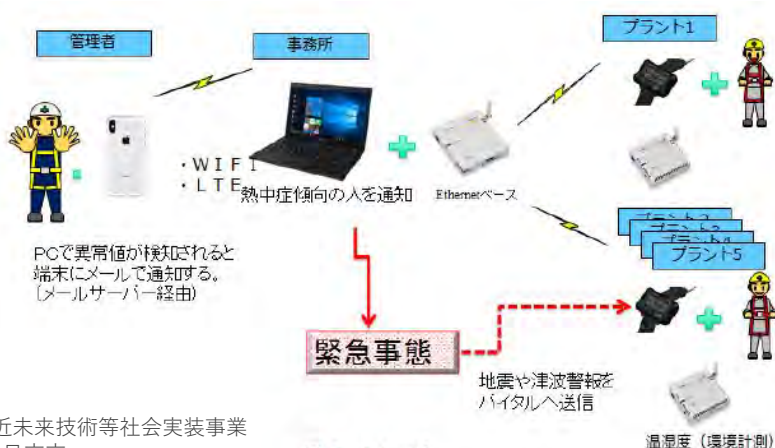 管理者
事務所
プラント1
・WIFI
・LTE
熱中症傾向の人を通知
Ethernetベース
PCで異常値が検知されると
端末にメールで通知する。
(メールサーバー経由)
プラント5
緊急事態
地震や津波警報を
バイタルへ送信
近未来技術等社会実装事業
温湿度(環境計測)